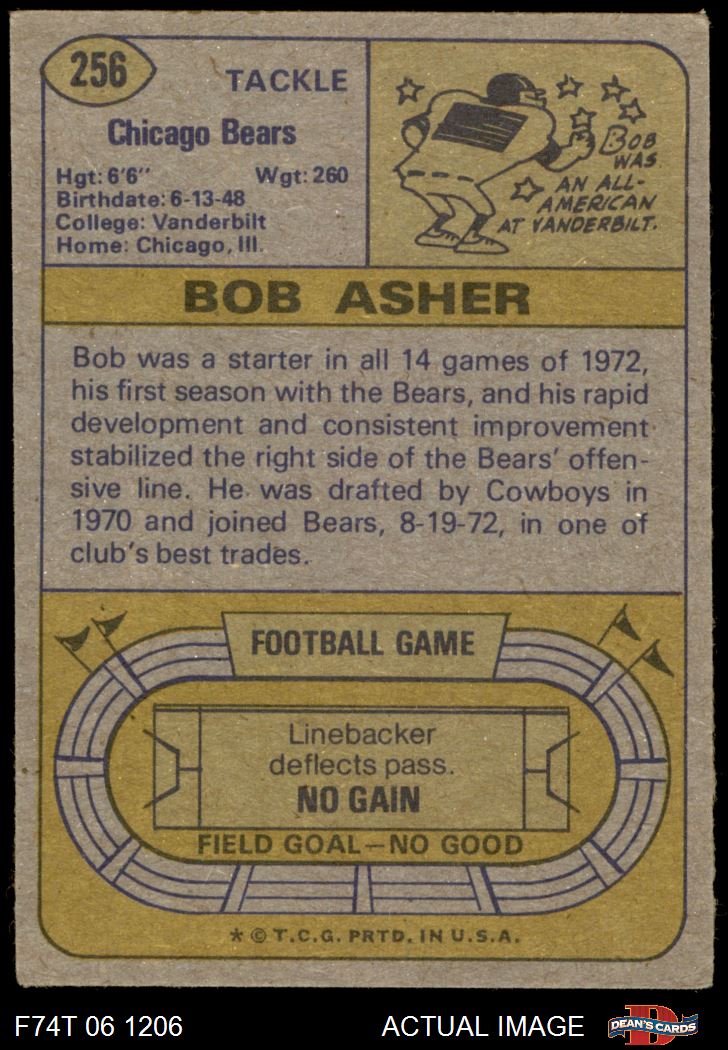 256
TACKLE
Chicago Bears
Hgt: 6'6" Wgt: 260
Birthdate: 6-13-48
College: Vanderbilt
Home: Chicago, Ill.
BOB
WAS
AN ALL-
AMERICAN
AT VANDERBILT.
BOB ASHER
Bob was a starter in all 14 games of 1972,
his first season with the Bears, and his rapid
development and consistent improvement
stabilized the right side of the Bears' offen-
sive line. He was drafted by Cowboys in
1970 and joined Bears, 8-19-72, in one of
club's best trades.
FOOTBALL GAME
Linebacker
deflects pass.
NO GAIN
FIELD GOAL—NO GOOD
* © T.C.G. PRTD. IN U.S.A.
F74T 06 1206 ACTUAL IMAGE
D
DEAN'S CARDS